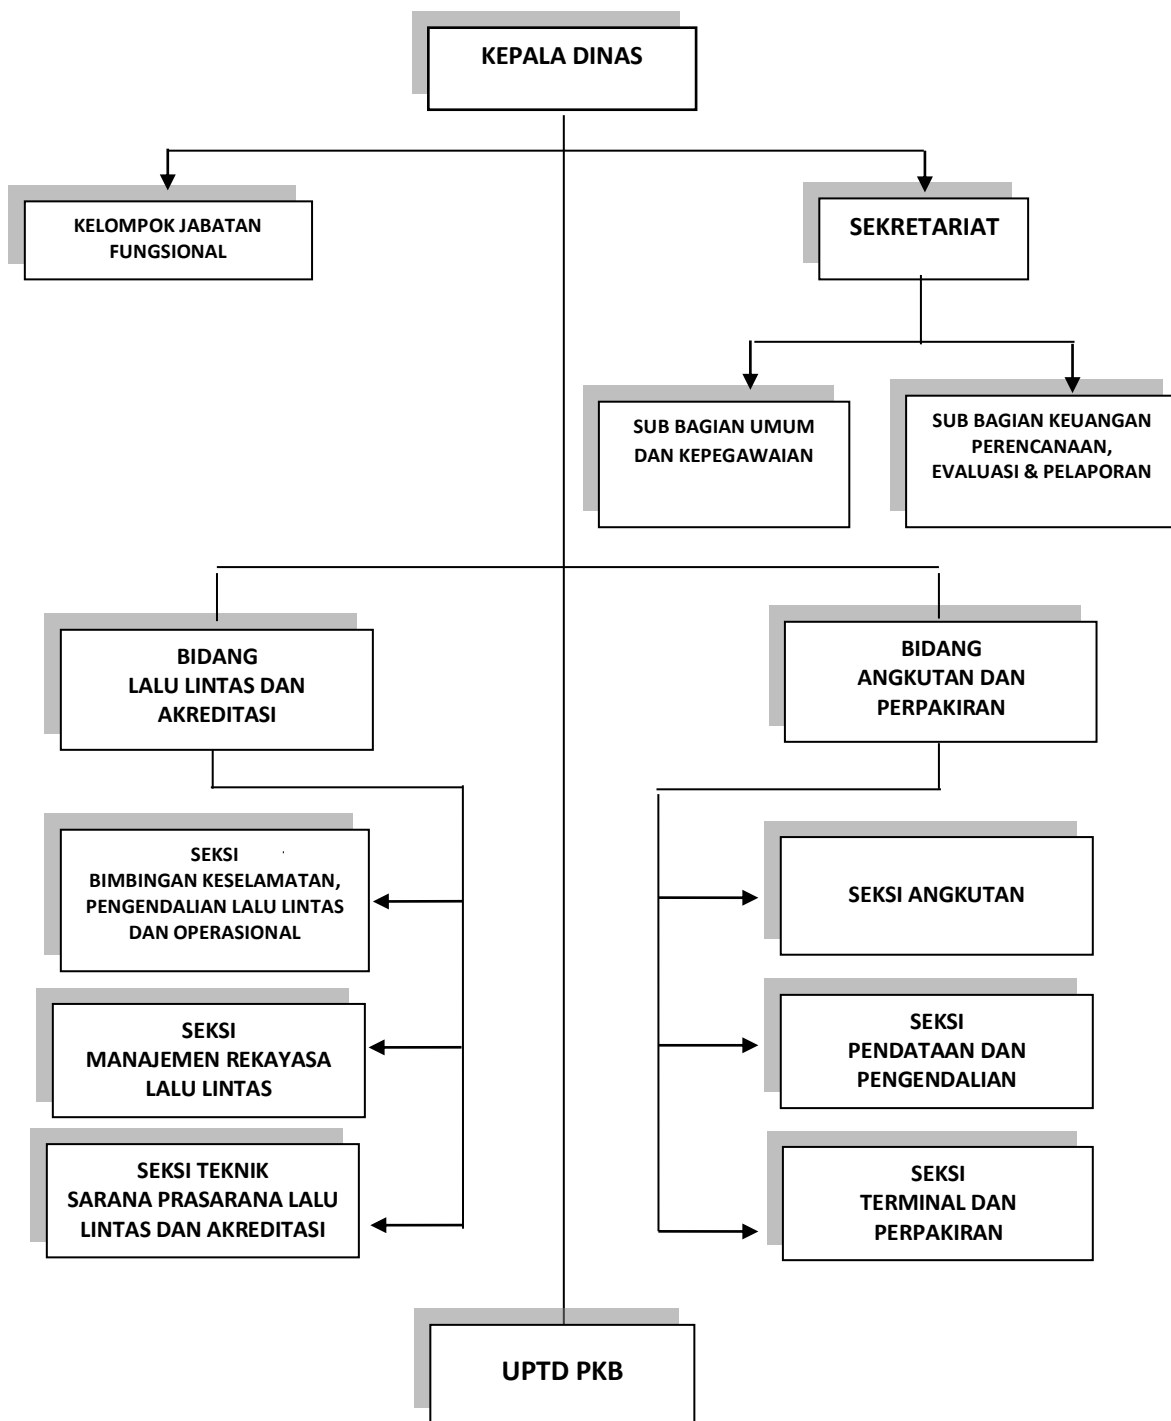 KEPALA DINAS
KELOMPOK JABATAN
FUNGSIONAL
SEKRETARIAT
SUB BAGIAN UMUM
DAN KEPEGAWAIAN
SUB BAGIAN KEUANGAN
PERENCANAAN,
EVALUASI & PELAPORAN
BIDANG
LALU LINTAS DAN
AKREDITASI
BIDANG
ANGKUTAN DAN
PERPAKIRAN
SEKSI
BIMBINGAN KESELAMATAN,
PENGENDALIAN LALU LINTAS
DAN OPERASIONAL
SEKSI
MANAJEMEN REKAYASA
LALU LINTAS
SEKSI TEKNIK
SARANA PRASARANA LALU
LINTAS DAN AKREDITASI
SEKSI ANGKUTAN
SEKSI
PENDATAAN DAN
PENGENDALIAN
SEKSI
TERMINAL DAN
PERPAKIRAN
UPTD PKB